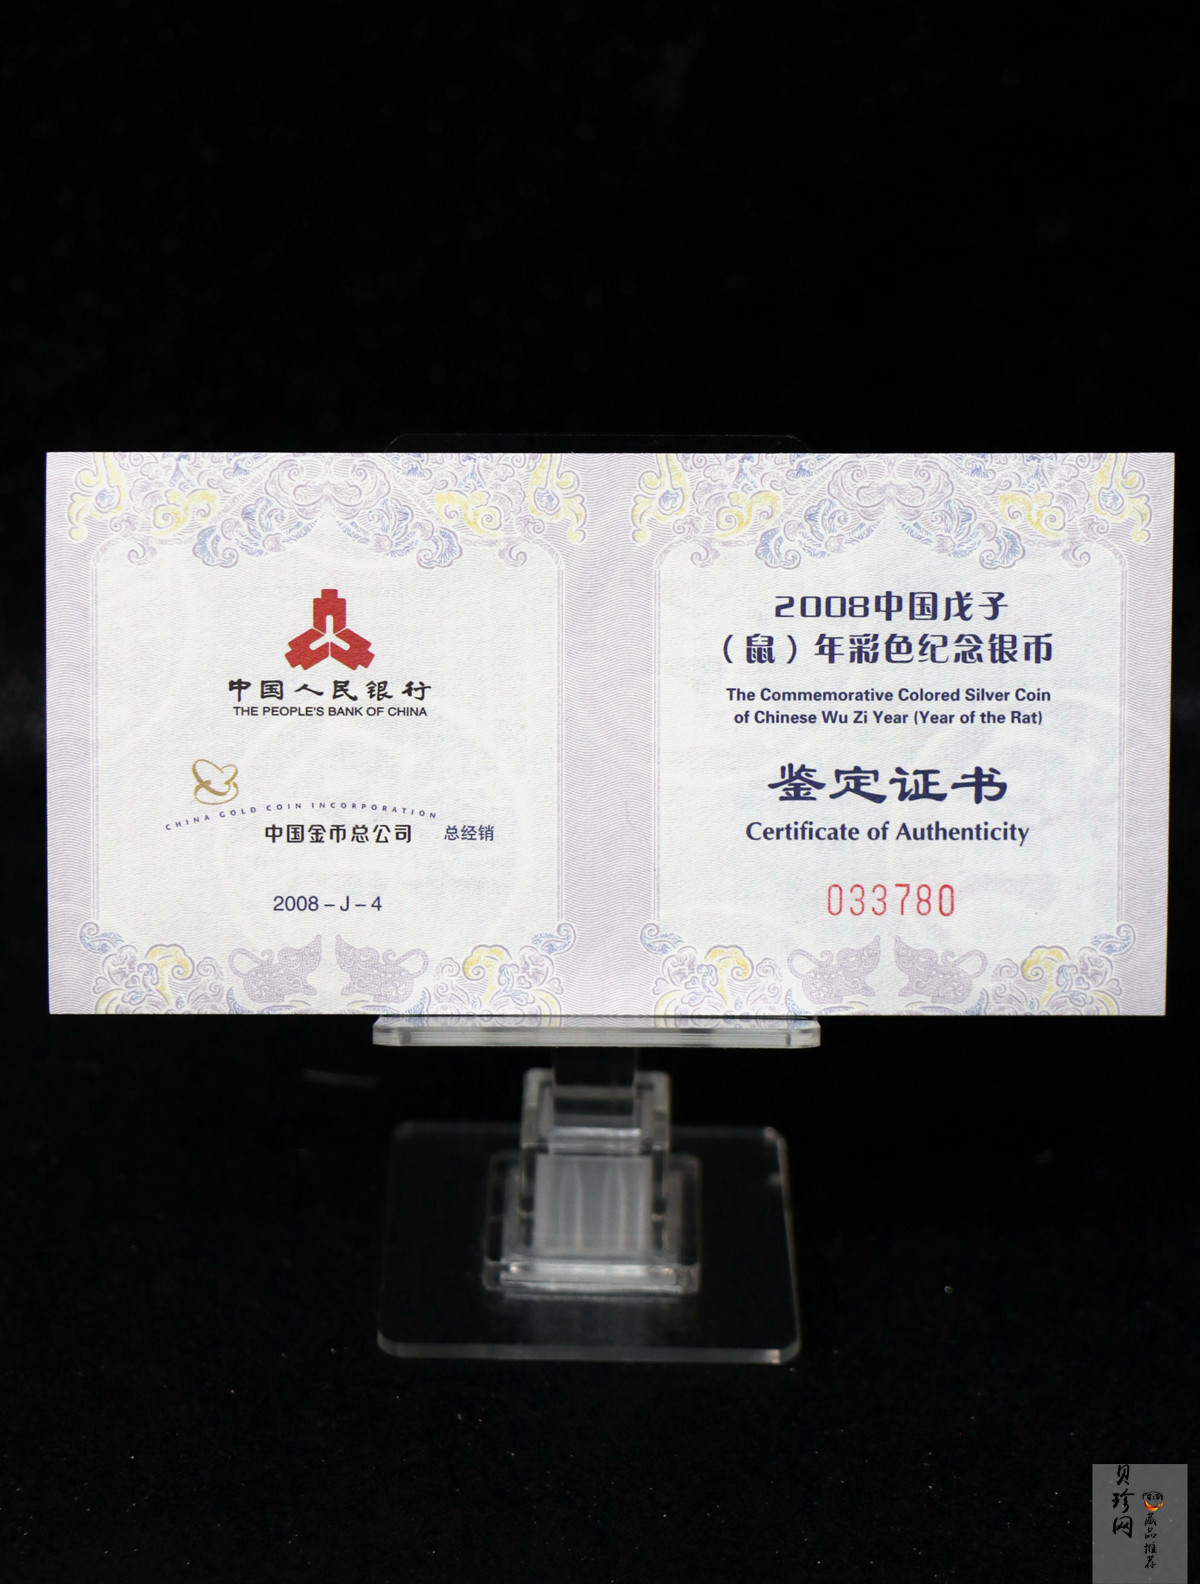 中国人民银行
THE PEOPLE'S BANK OF CHINA
CHINA GOLD COIN INCORPORATION
中国金币总公司 总经销
2008－J－4
2008中国戊子
（鼠）年彩色纪念银币
The Commemorative Colored Silver Coin
of Chinese Wu Zi Year (Year of the Rat)
鉴定证书
Certificate of Authenticity
033780
贝珍网
藏品推荐